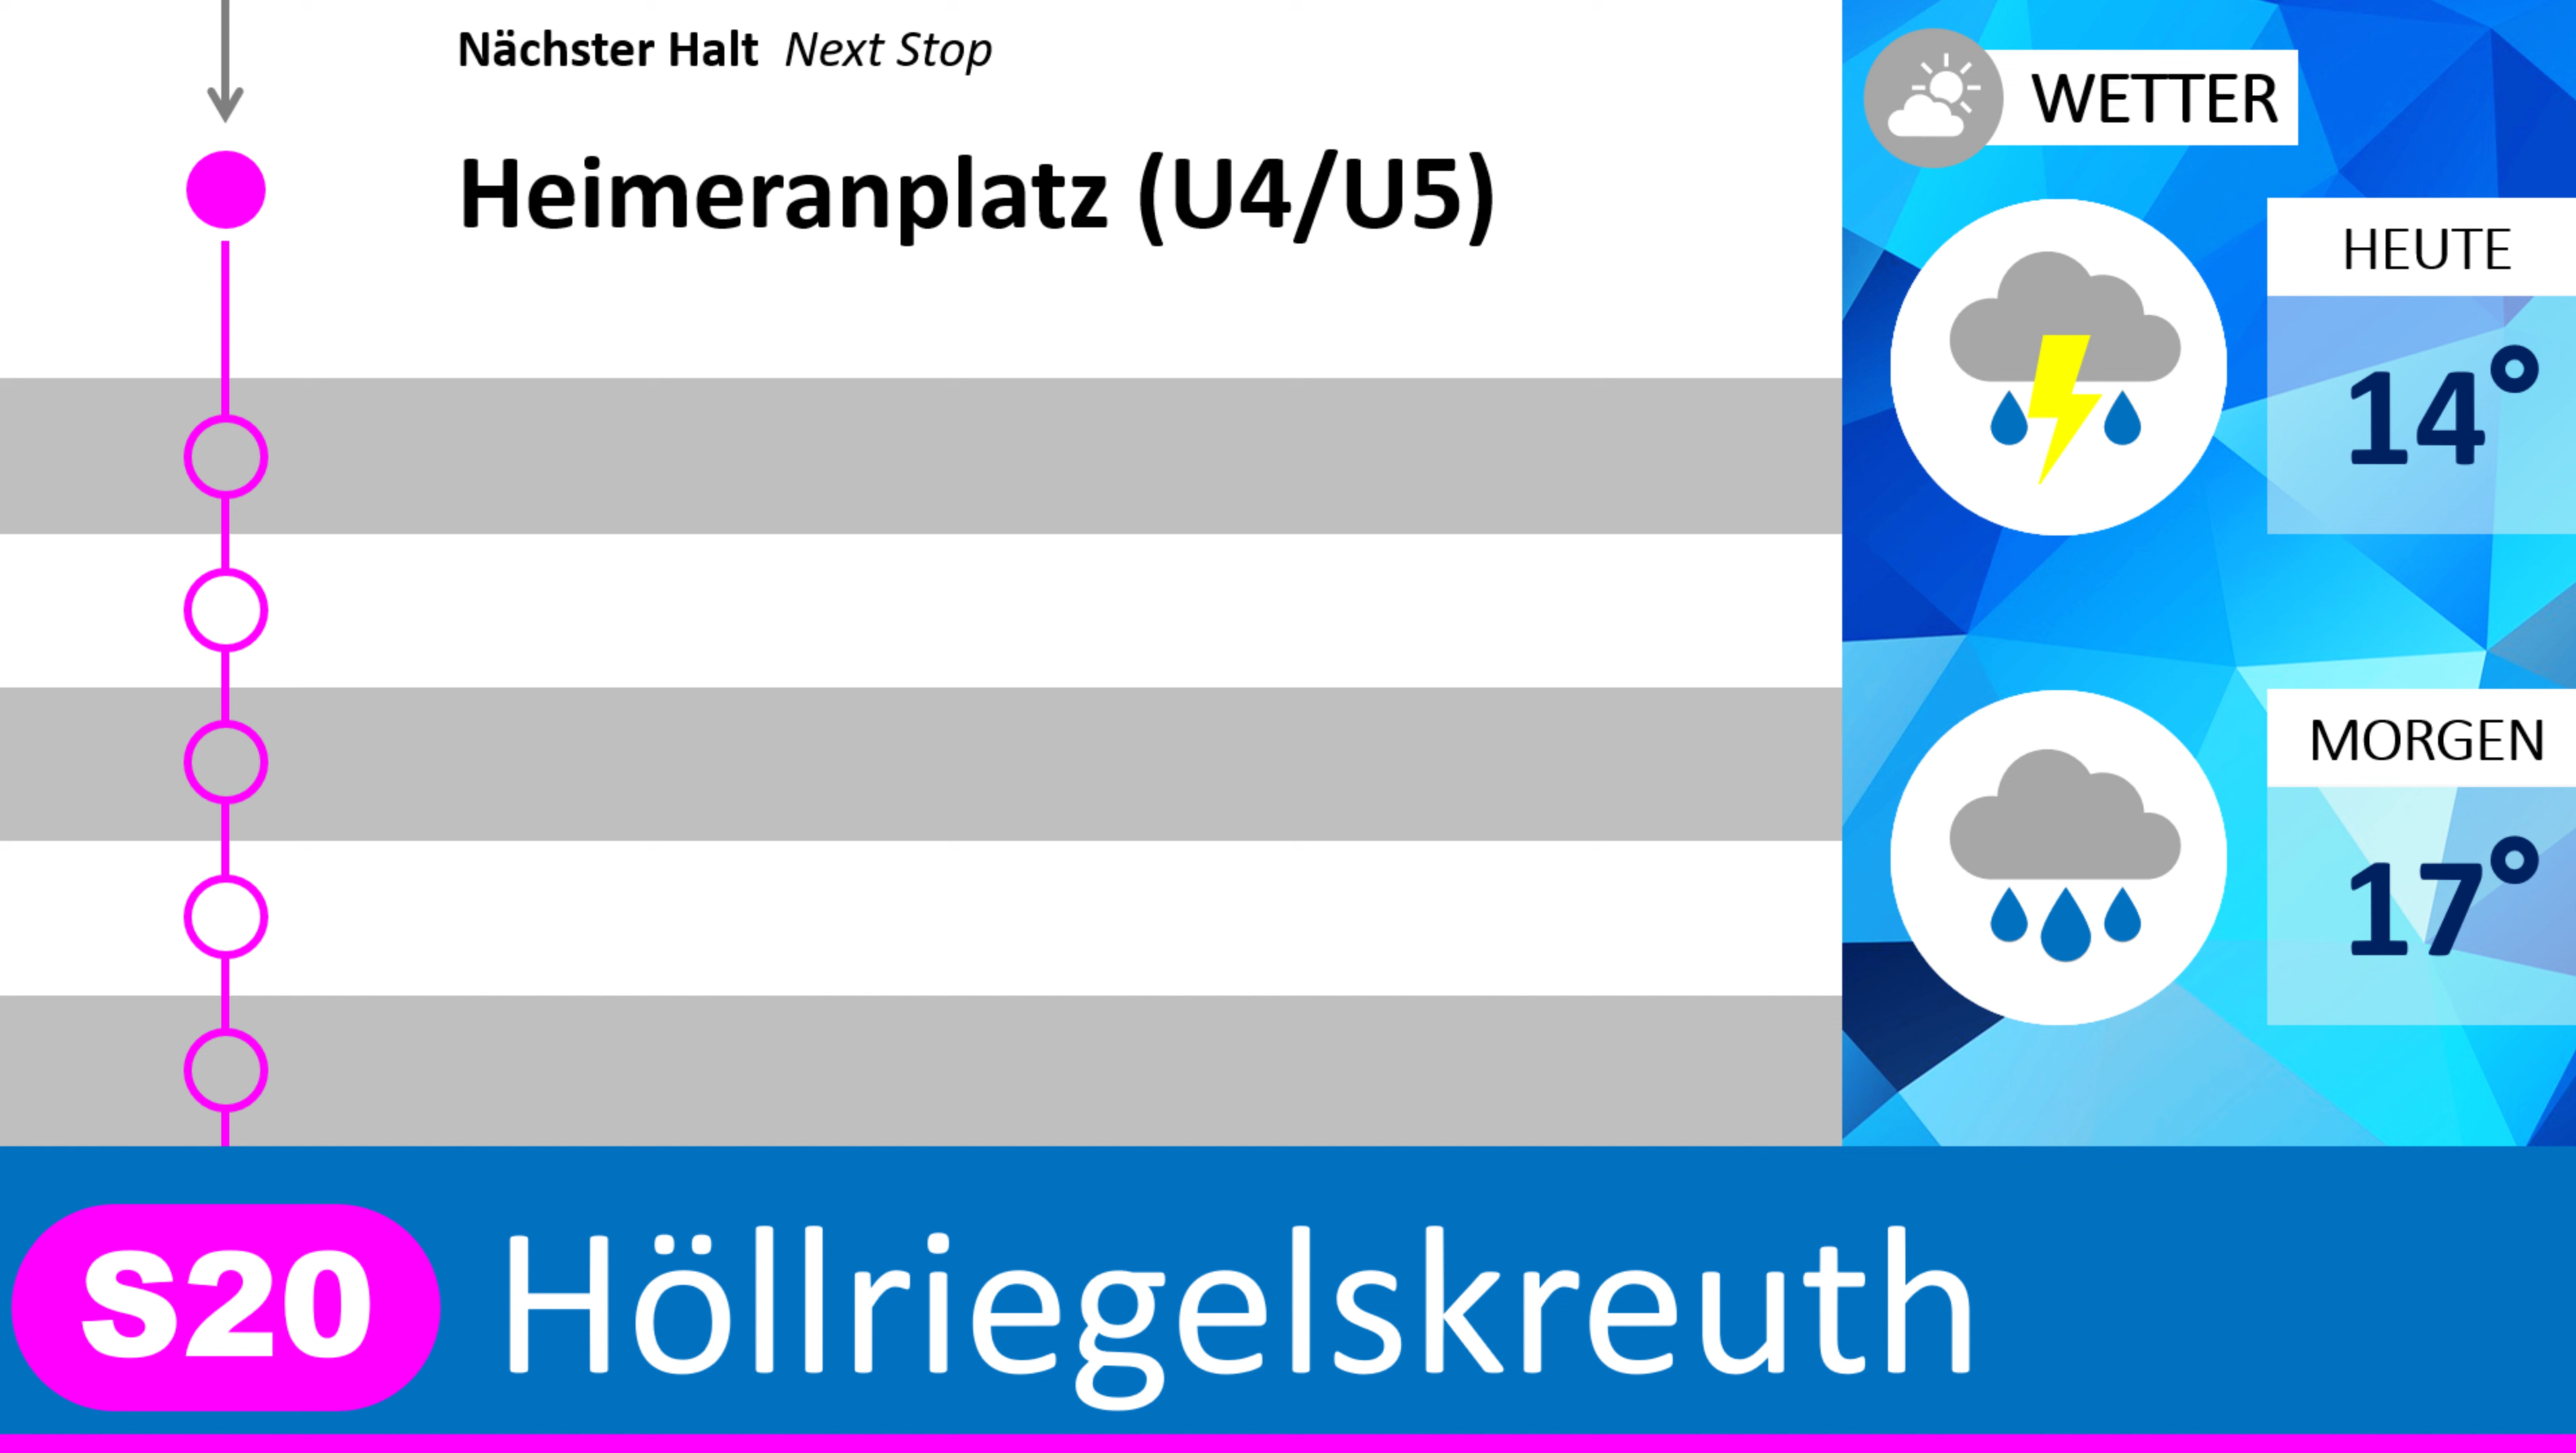 Nächster Halt Next Stop
Heimeranplatz (U4/U5)
WETTER
HEUTE
14°
MORGEN
17°
S20 Höllriegelskreuth